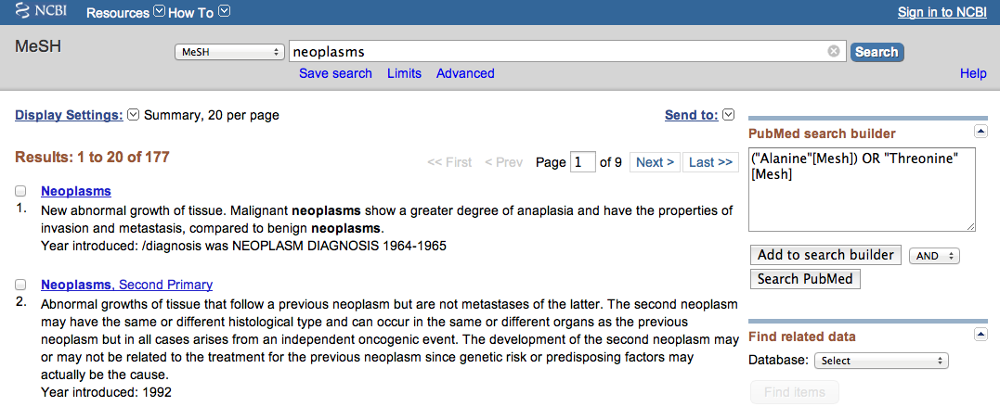 NCBI Resources How To Sign in to NCBI
MeSH MeSH neoplasms Search
Save search Limits Advanced Help
Display Settings: Summary, 20 per page Send to:
Results: 1 to 20 of 177
<< First < Prev Page 1 of 9 Next > Last >>
Neoplasms
1. New abnormal growth of tissue. Malignant neoplasms show a greater degree of anaplasia and have the properties of
invasion and metastasis, compared to benign neoplasms.
Year introduced: /diagnosis was NEOPLASM DIAGNOSIS 1964-1965
Neoplasms, Second Primary
2. Abnormal growths of tissue that follow a previous neoplasm but are not metastases of the latter. The second neoplasm
may have the same or different histological type and can occur in the same or different organs as the previous
neoplasm but in all cases arises from an independent oncogenic event. The development of the second neoplasm may
or may not be related to the treatment for the previous neoplasm since genetic risk or predisposing factors may
actually be the cause.
Year introduced: 1992
PubMed search builder
("Alanine"[Mesh]) OR "Threonine"
[Mesh]
Add to search builder AND
Search PubMed
Find related data
Database: Select
Find items